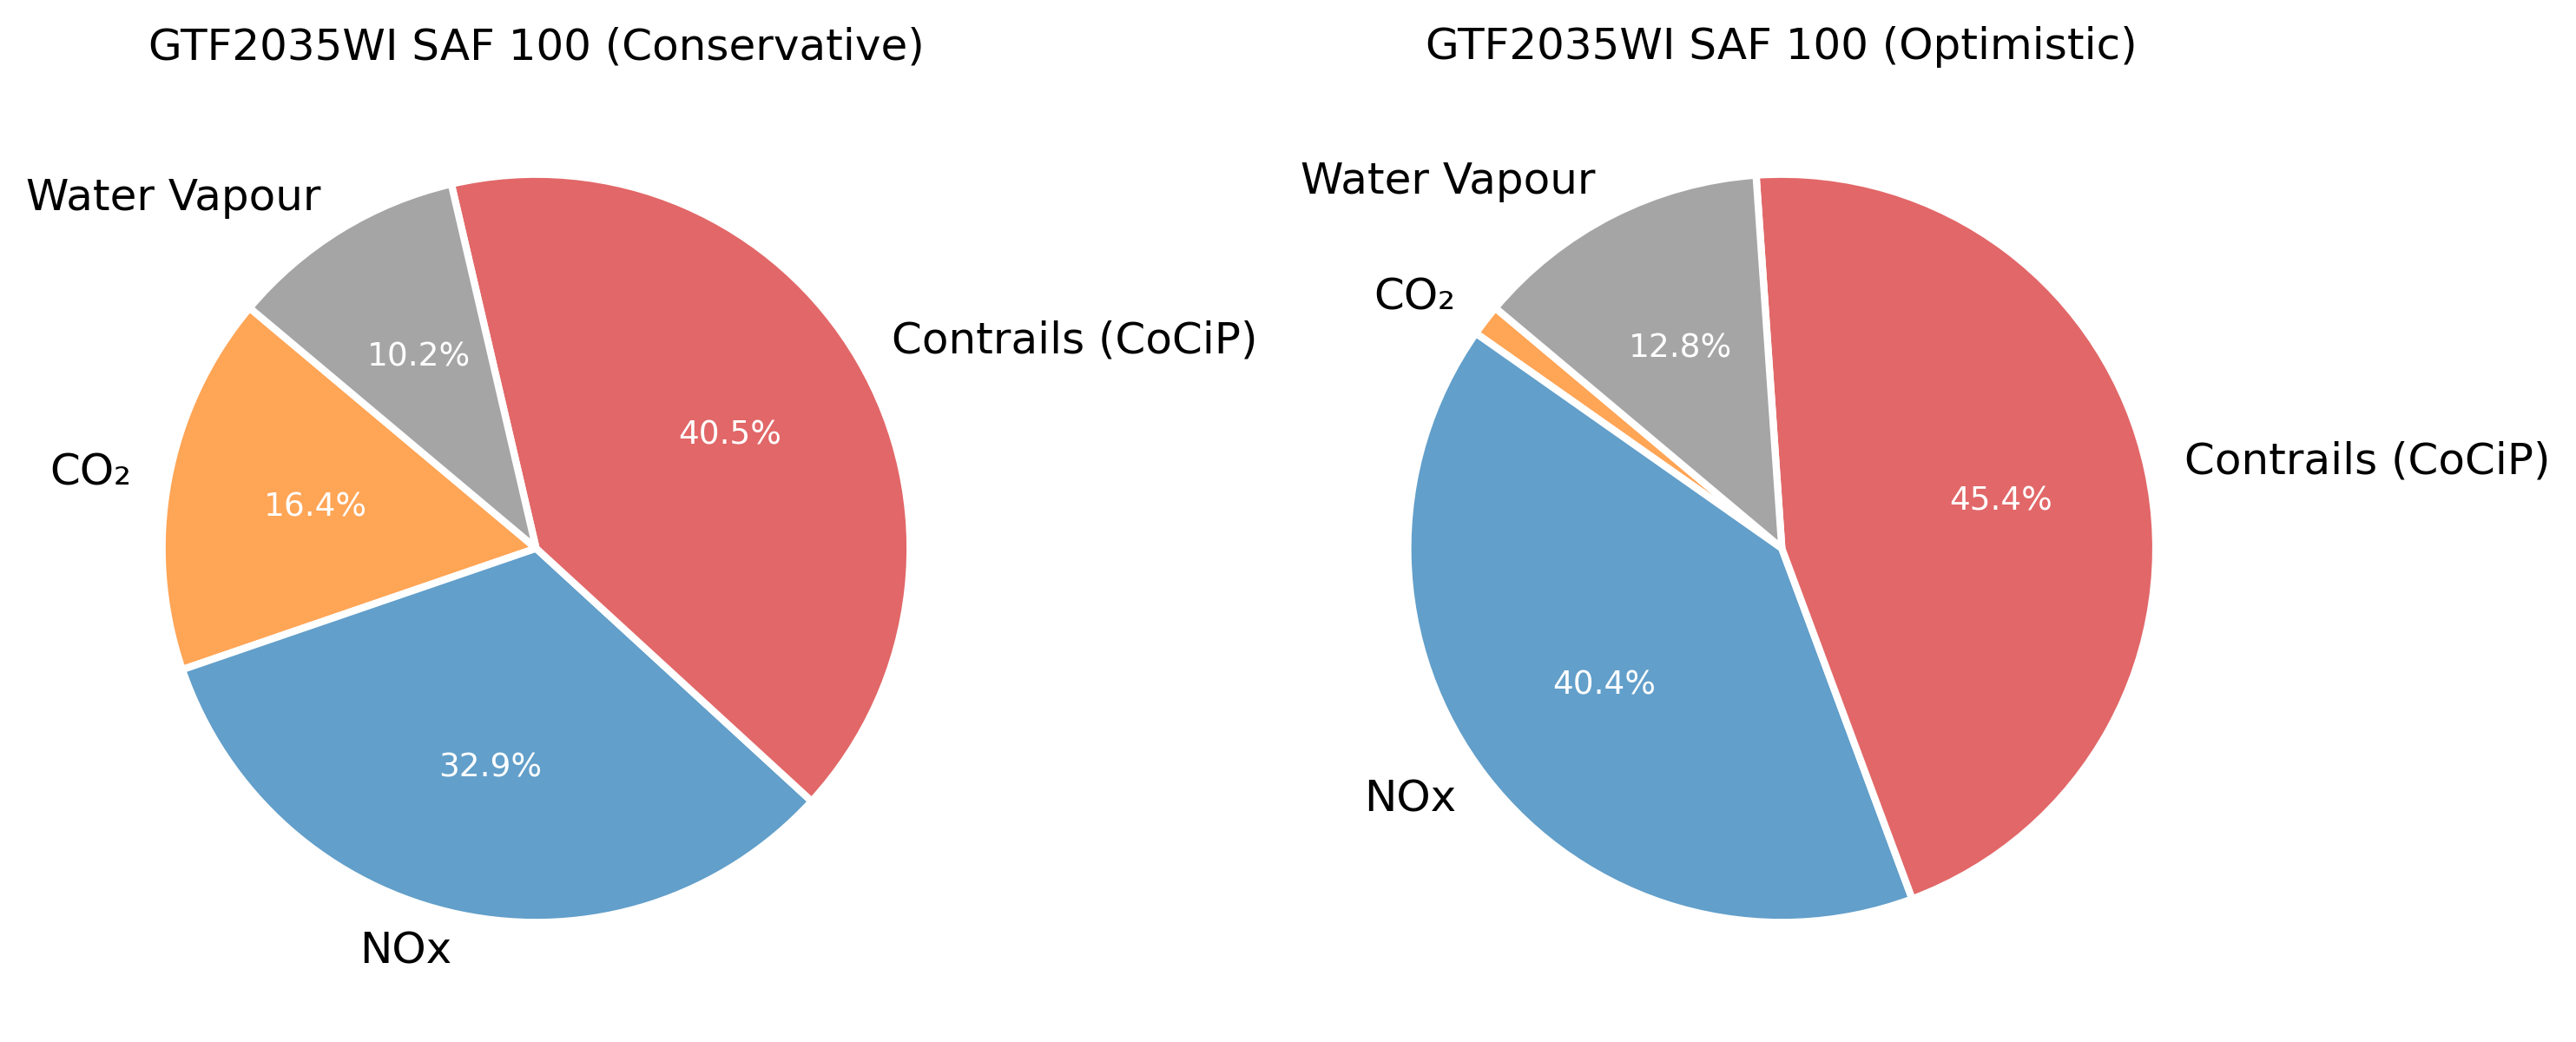 GTF2035WI SAF 100 (Conservative)
Water Vapour
10.2%
Contrails (CoCiP)
40.5%
CO₂
16.4%
32.9%
NOx
GTF2035WI SAF 100 (Optimistic)
Water Vapour
CO₂
12.8%
Contrails (CoCiP)
45.4%
40.4%
NOx